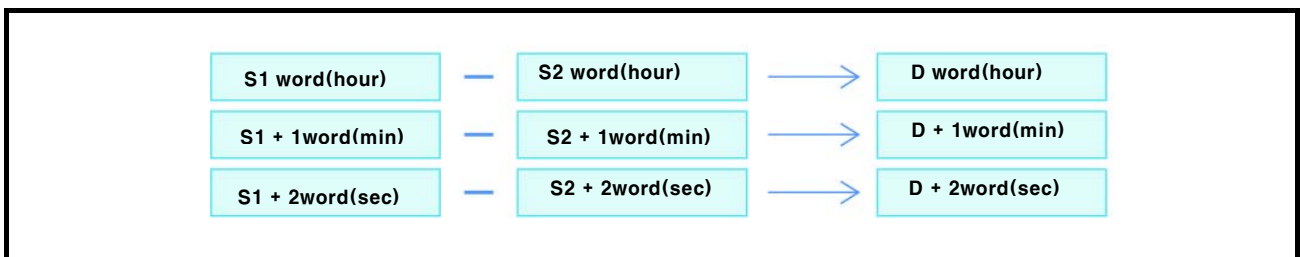 S1 word(hour) — S2 word(hour) → D word(hour)
S1 + 1word(min) — S2 + 1word(min) → D + 1word(min)
S1 + 2word(sec) — S2 + 2word(sec) → D + 2word(sec)